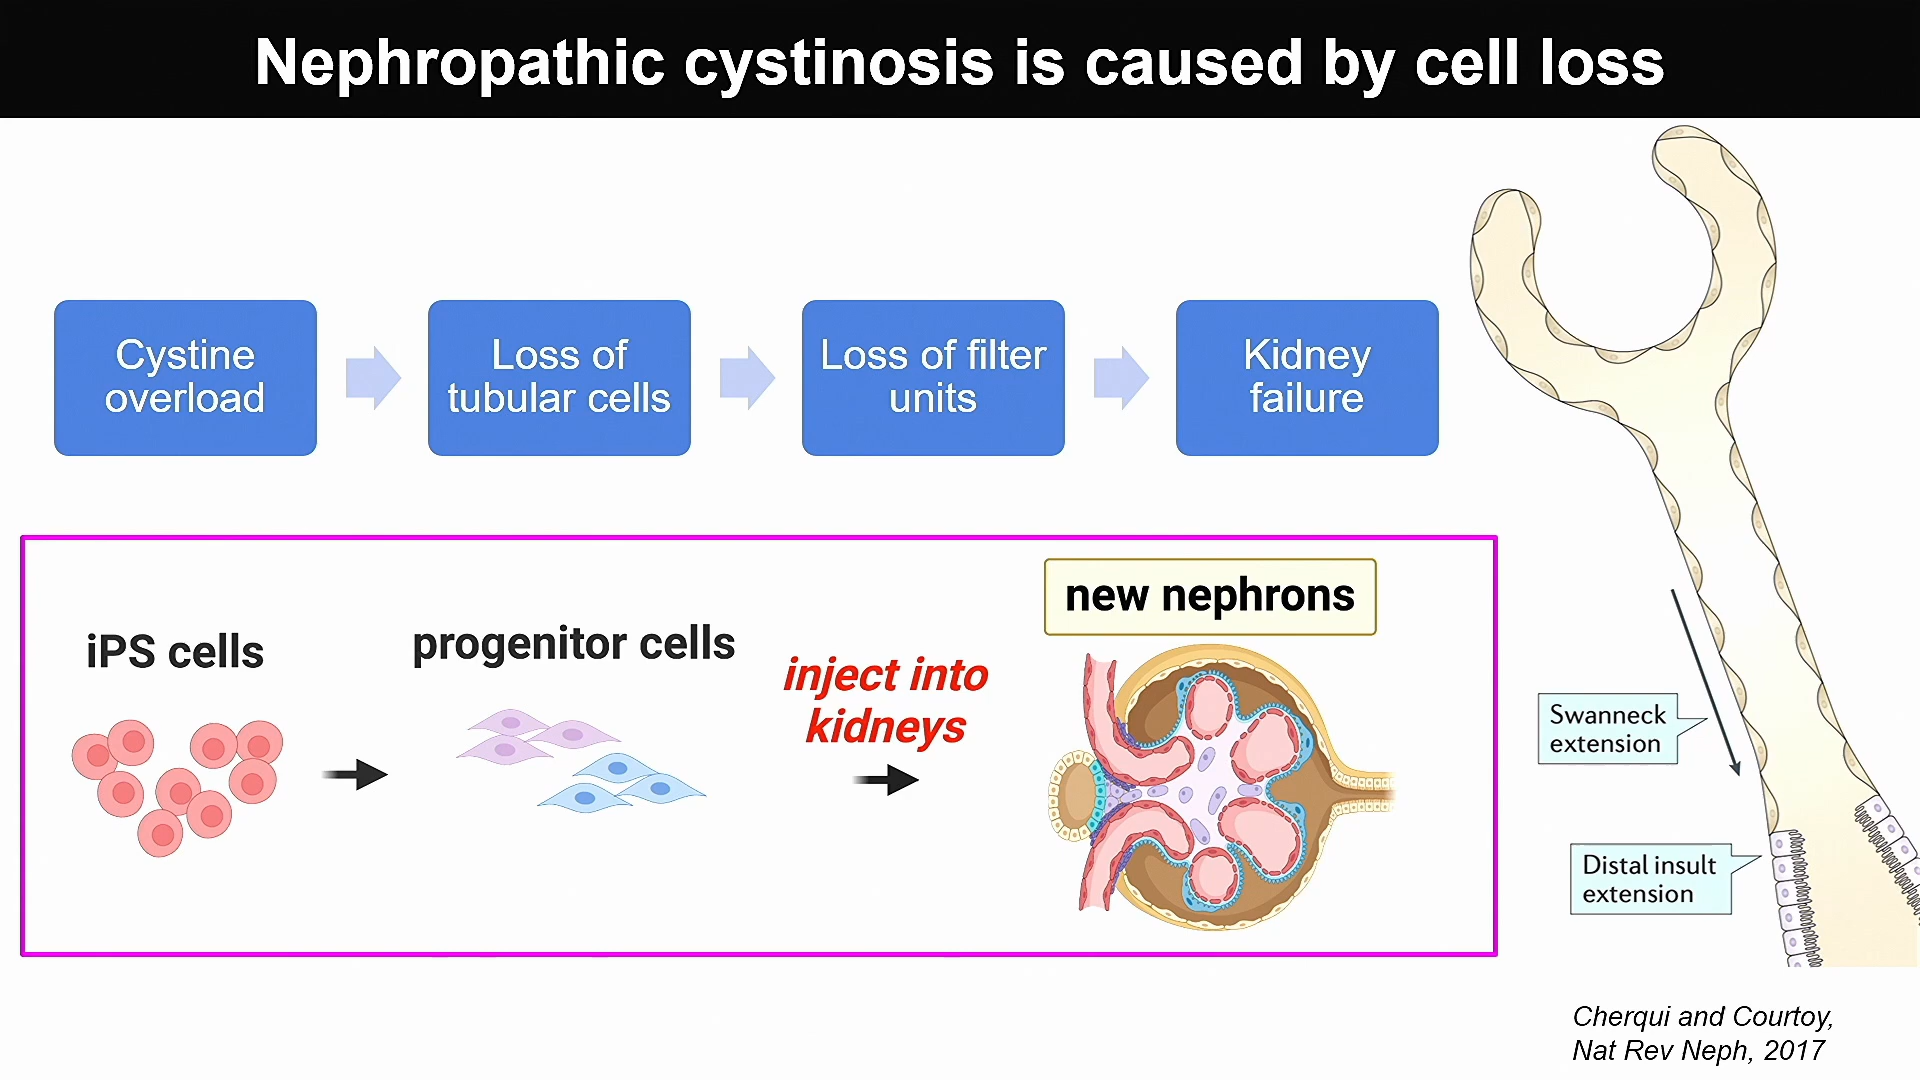 Nephropathic cystinosis is caused by cell loss
Cystine
overload
Loss of
tubular cells
Loss of filter
units
Kidney
failure
iPS cells
progenitor cells
inject into
kidneys
new nephrons
Swanneck
extension
Distal insult
extension
Cherqui and Courtoy,
Nat Rev Neph, 2017